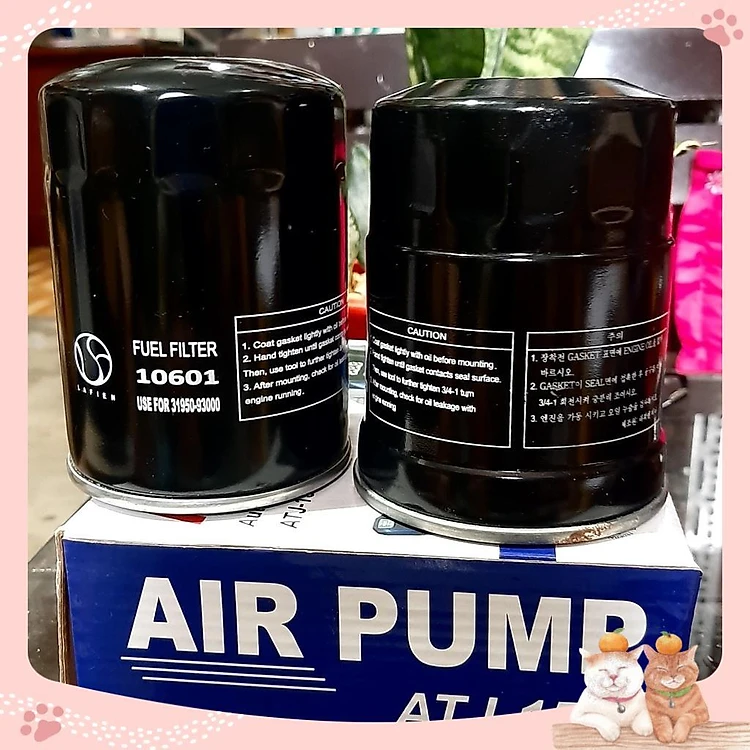 LAFIEN
FUEL FILTER
10601
USE FOR 31950-93000
CAUTION
1. Coat gasket lightly with oil
2. Hand tighten until gasket
Then, use tool to further tighten
3. After mounting, check for oil
engine running.
CAUTION
Coat gasket lightly with oil before mounting.
tighten until gasket contacts seal surface.
use tool to further tighten 3/4-1 turn
mounting, check for oil leakage with
engine running
주의
1. 장착전 GASKET 표면에 ENGINE OIL을
바르시오.
2. GASKET이 SEAL면에 접촉한 후
3/4-1 회전시켜 충분히 조이시오.
3. 엔진을 가동 시키고 오일 누출을
AIR PUMP